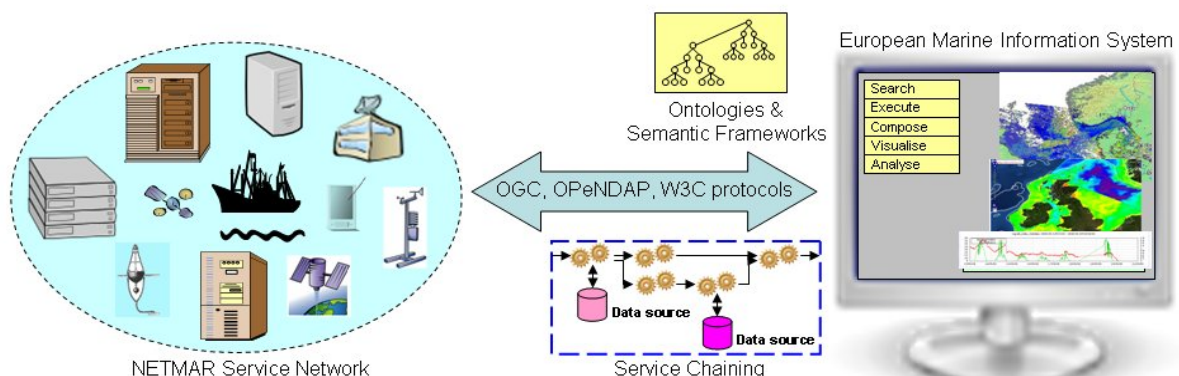 European Marine Information System
Search
Execute
Compose
Visualise
Analyse
Ontologies &
Semantic Frameworks
OGC, OPeNDAP, W3C protocols
Data source
Data source
NETMAR Service Network
Service Chaining